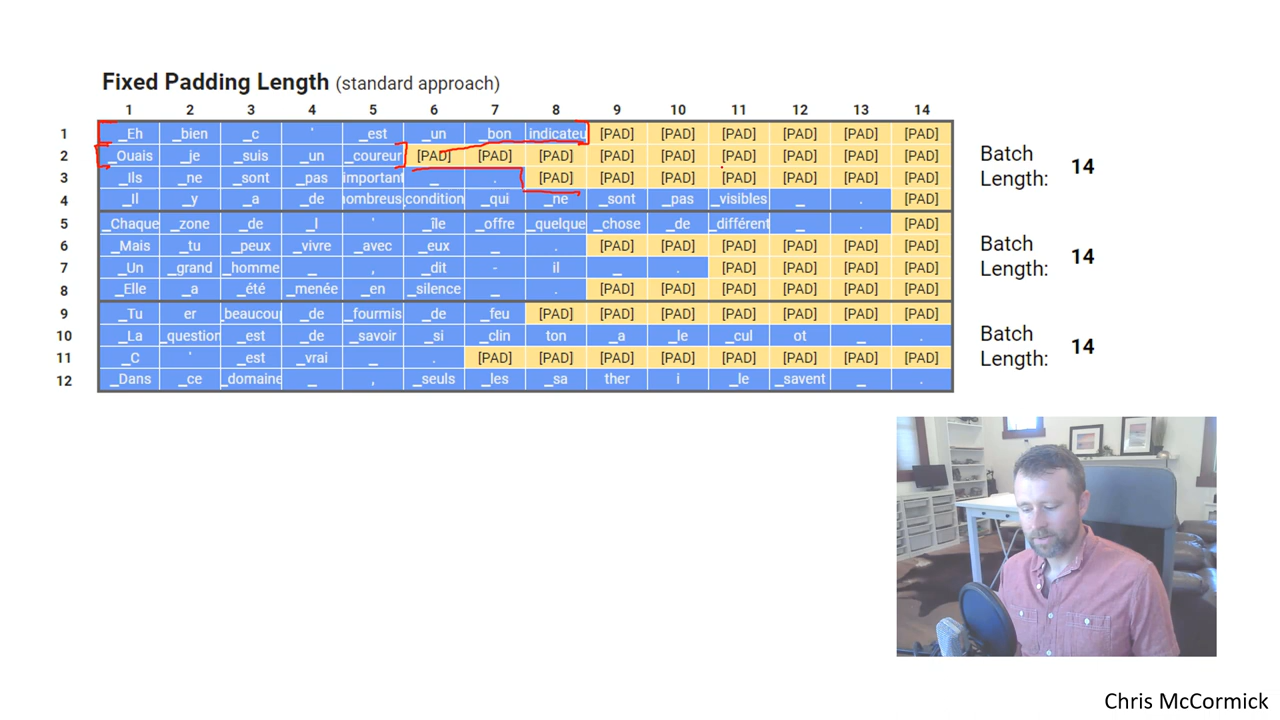 Fixed Padding Length (standard approach)
1 2 3 4 5 6 7 8 9 10 11 12 13 14
1 _Eh _bien _c ' _est _un _bon indicateu [PAD] [PAD] [PAD] [PAD] [PAD] [PAD]
2 _Ouais _je _suis _un _coureur [PAD] [PAD] [PAD] [PAD] [PAD] [PAD] [PAD] [PAD] [PAD]
3 _Ils _ne _sont _pas important _ . [PAD] [PAD] [PAD] [PAD] [PAD] [PAD] [PAD]
4 _Il _y _a _de nombreus condition _qui _ne _sont _pas _visibles _ . [PAD]
5 _Chaque _zone _de _l ' _île _offre _quelque _chose _de _différent _ . [PAD]
6 _Mais _tu _peux _vivre _avec _eux _ . [PAD] [PAD] [PAD] [PAD] [PAD] [PAD]
7 _Un _grand _homme _ , _dit - il _ . [PAD] [PAD] [PAD] [PAD]
8 _Elle _a _été _menée _en _silence _ . [PAD] [PAD] [PAD] [PAD] [PAD] [PAD]
9 _Tu er _beaucou _de _fourmis _de _feu [PAD] [PAD] [PAD] [PAD] [PAD] [PAD] [PAD]
10 _La _question _est _de _savoir _si _clin ton _a _le _cul ot _ .
11 _C ' _est _vrai _ . [PAD] [PAD] [PAD] [PAD] [PAD] [PAD] [PAD] [PAD]
12 _Dans _ce _domaine _ , _seuls _les _sa ther i _le _savent _ .
Batch
Length: 14
Batch
Length: 14
Batch
Length: 14
Chris McCormick